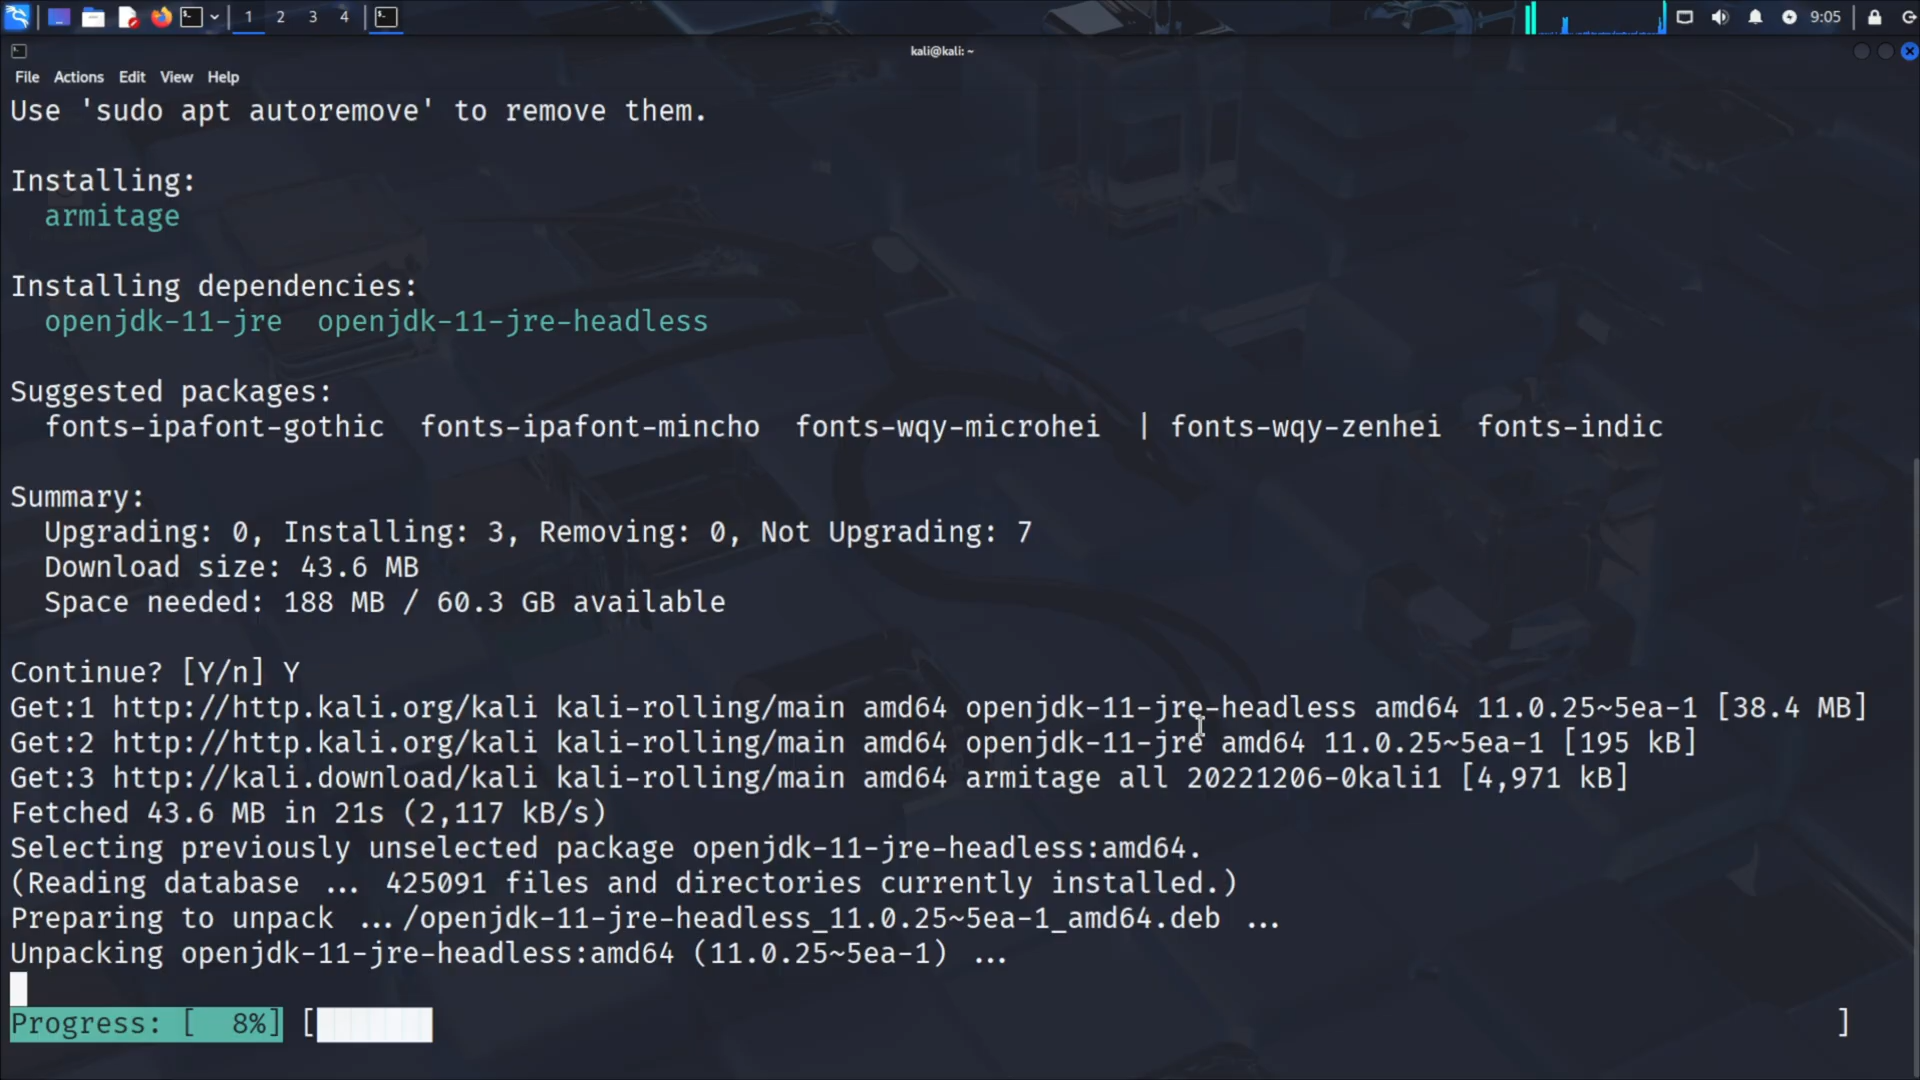 1 2 3 4 9:05
kali@kali: ~
File Actions Edit View Help
Use 'sudo apt autoremove' to remove them.
Installing:
armitage
Installing dependencies:
openjdk-11-jre openjdk-11-jre-headless
Suggested packages:
fonts-ipafont-gothic fonts-ipafont-mincho fonts-wqy-microhei | fonts-wqy-zenhei fonts-indic
Summary:
Upgrading: 0, Installing: 3, Removing: 0, Not Upgrading: 7
Download size: 43.6 MB
Space needed: 188 MB / 60.3 GB available
Continue? [Y/n] Y
Get:1 http://http.kali.org/kali kali-rolling/main amd64 openjdk-11-jre-headless amd64 11.0.25~5ea-1 [38.4 MB]
Get:2 http://http.kali.org/kali kali-rolling/main amd64 openjdk-11-jre amd64 11.0.25~5ea-1 [195 kB]
Get:3 http://kali.download/kali kali-rolling/main amd64 armitage all 20221206-0kali1 [4,971 kB]
Fetched 43.6 MB in 21s (2,117 kB/s)
Selecting previously unselected package openjdk-11-jre-headless:amd64.
(Reading database ... 425091 files and directories currently installed.)
Preparing to unpack .../openjdk-11-jre-headless_11.0.25~5ea-1_amd64.deb ...
Unpacking openjdk-11-jre-headless:amd64 (11.0.25~5ea-1) ...
Progress: [  8%] [ ]